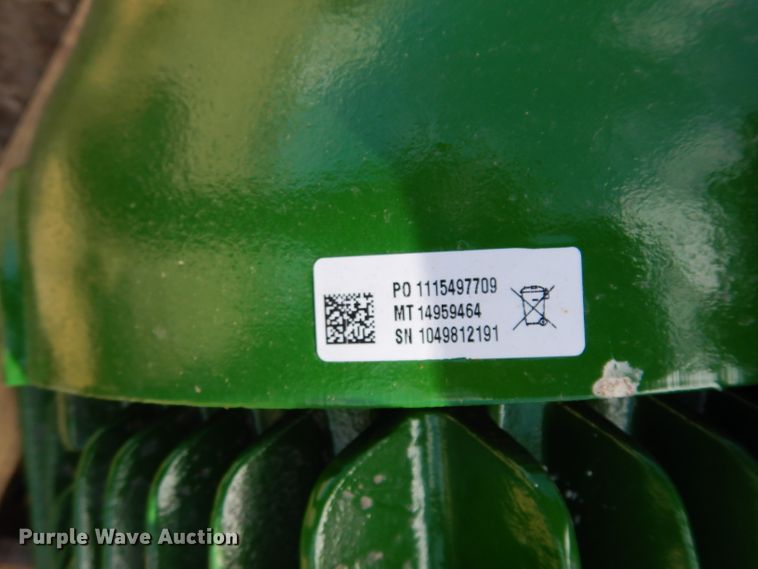 PO 1115497709
MT 14959464
SN 1049812191
Purple Wave Auction